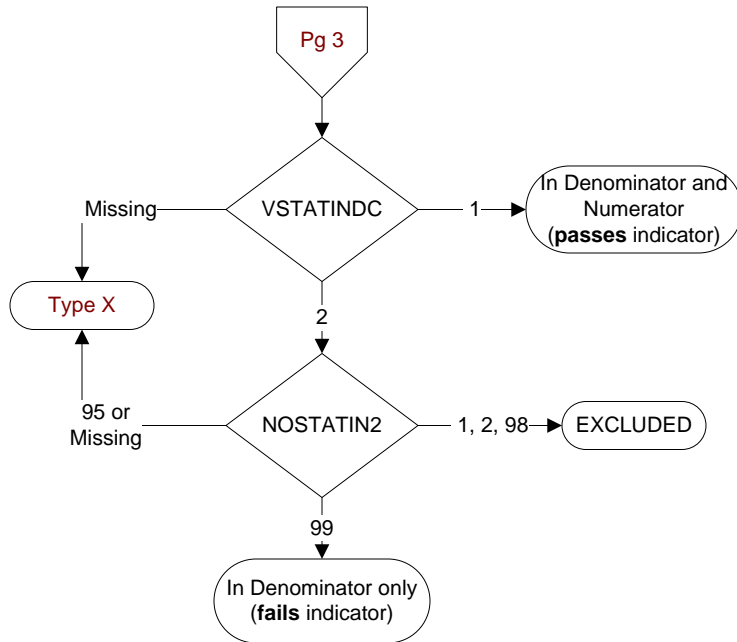 Pg 3
VSTATINDC
Missing
1
In Denominator and
Numerator
(passes indicator)
Type X
2
NOSTATIN2
95 or
Missing
1, 2, 98
EXCLUDED
99
In Denominator only
(fails indicator)